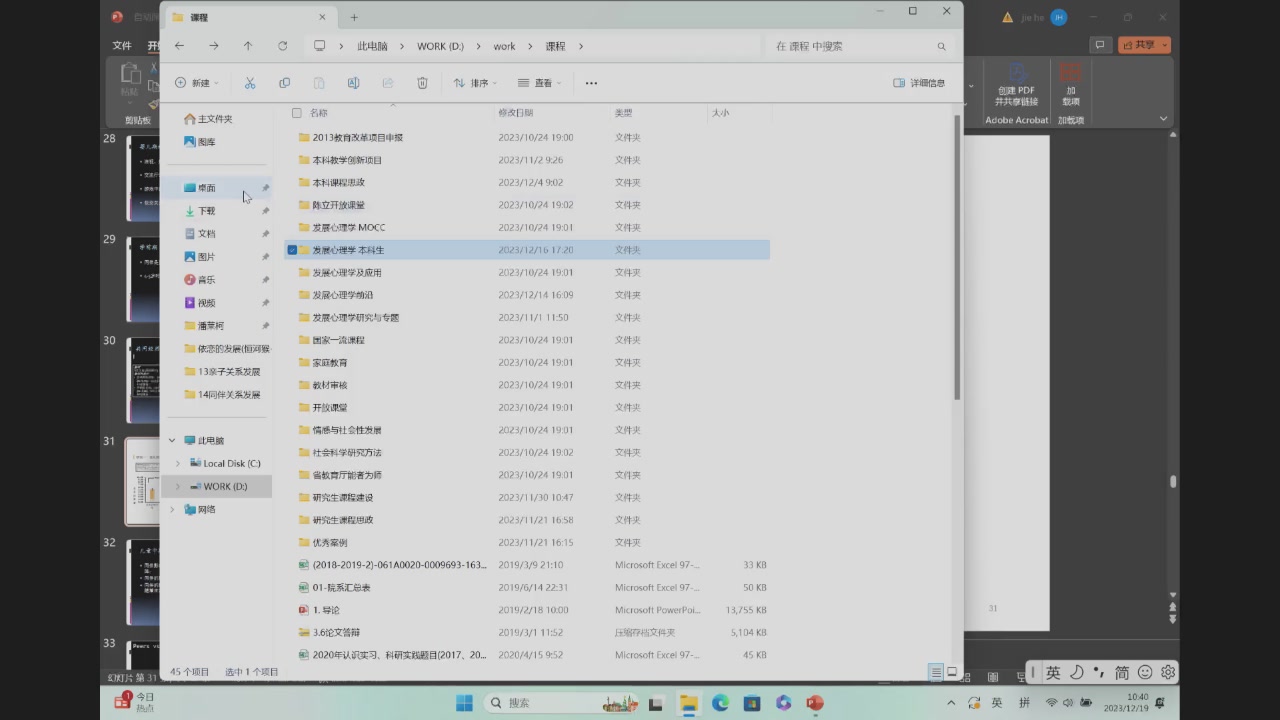 课程
jie he
JH
文件
共享
此电脑
WORK (D:)
work
课程
在 课程 中搜索
新建
排序
查看
详细信息
粘贴
剪贴板
创建 PDF
并共享链接
Adobe Acrobat
加
载项
加载项
名称
修改日期
类型
大小
主文件夹
图库
桌面
下载
文档
图片
音乐
视频
潘莱柯
依恋的发展(恒河猴
13亲子关系发展
14同伴关系发展
此电脑
Local Disk (C:)
WORK (D:)
网络
2013教育改革项目申报 2023/10/24 19:00 文件夹
本科教学创新项目 2023/11/2 9:26 文件夹
本科课程思政 2023/12/4 9:02 文件夹
陈立开放课堂 2023/10/24 19:02 文件夹
发展心理学 MOCC 2023/10/24 19:01 文件夹
发展心理学 本科生 2023/12/16 17:20 文件夹
发展心理学及应用 2023/10/24 19:01 文件夹
发展心理学前沿 2023/12/14 16:09 文件夹
发展心理学研究与专题 2023/11/1 11:50 文件夹
国家一流课程 2023/10/24 19:01 文件夹
家庭教育 2023/10/24 19:01 文件夹
教材审核 2023/10/24 19:01 文件夹
开放课堂 2023/10/24 19:01 文件夹
情感与社会性发展 2023/10/24 19:01 文件夹
社会科学研究方法 2023/10/24 19:02 文件夹
省教育厅能者为师 2023/10/24 19:01 文件夹
研究生课程建设 2023/11/30 10:47 文件夹
研究生课程思政 2023/11/21 16:58 文件夹
优秀案例 2023/11/21 16:15 文件夹
(2018-2019-2)-061A0020-0009693-163... 2019/3/9 21:10 Microsoft Excel 97-... 33 KB
01-院系汇总表 2019/6/14 22:31 Microsoft Excel 97-... 50 KB
1. 导论 2019/2/18 10:00 Microsoft PowerPoi... 13,755 KB
3.6论文答辩 2019/3/1 11:52 压缩存档文件夹 5,104 KB
2020年认识实习、科研实践题目(2017、20... 2020/4/15 9:52 Microsoft Excel 97-... 45 KB
45 个项目
选中 1 个项目
28
29
30
31
32
33
31
幻灯片 第 31
英
简
1
今日
热点
搜索
英
拼
10:40
2023/12/19